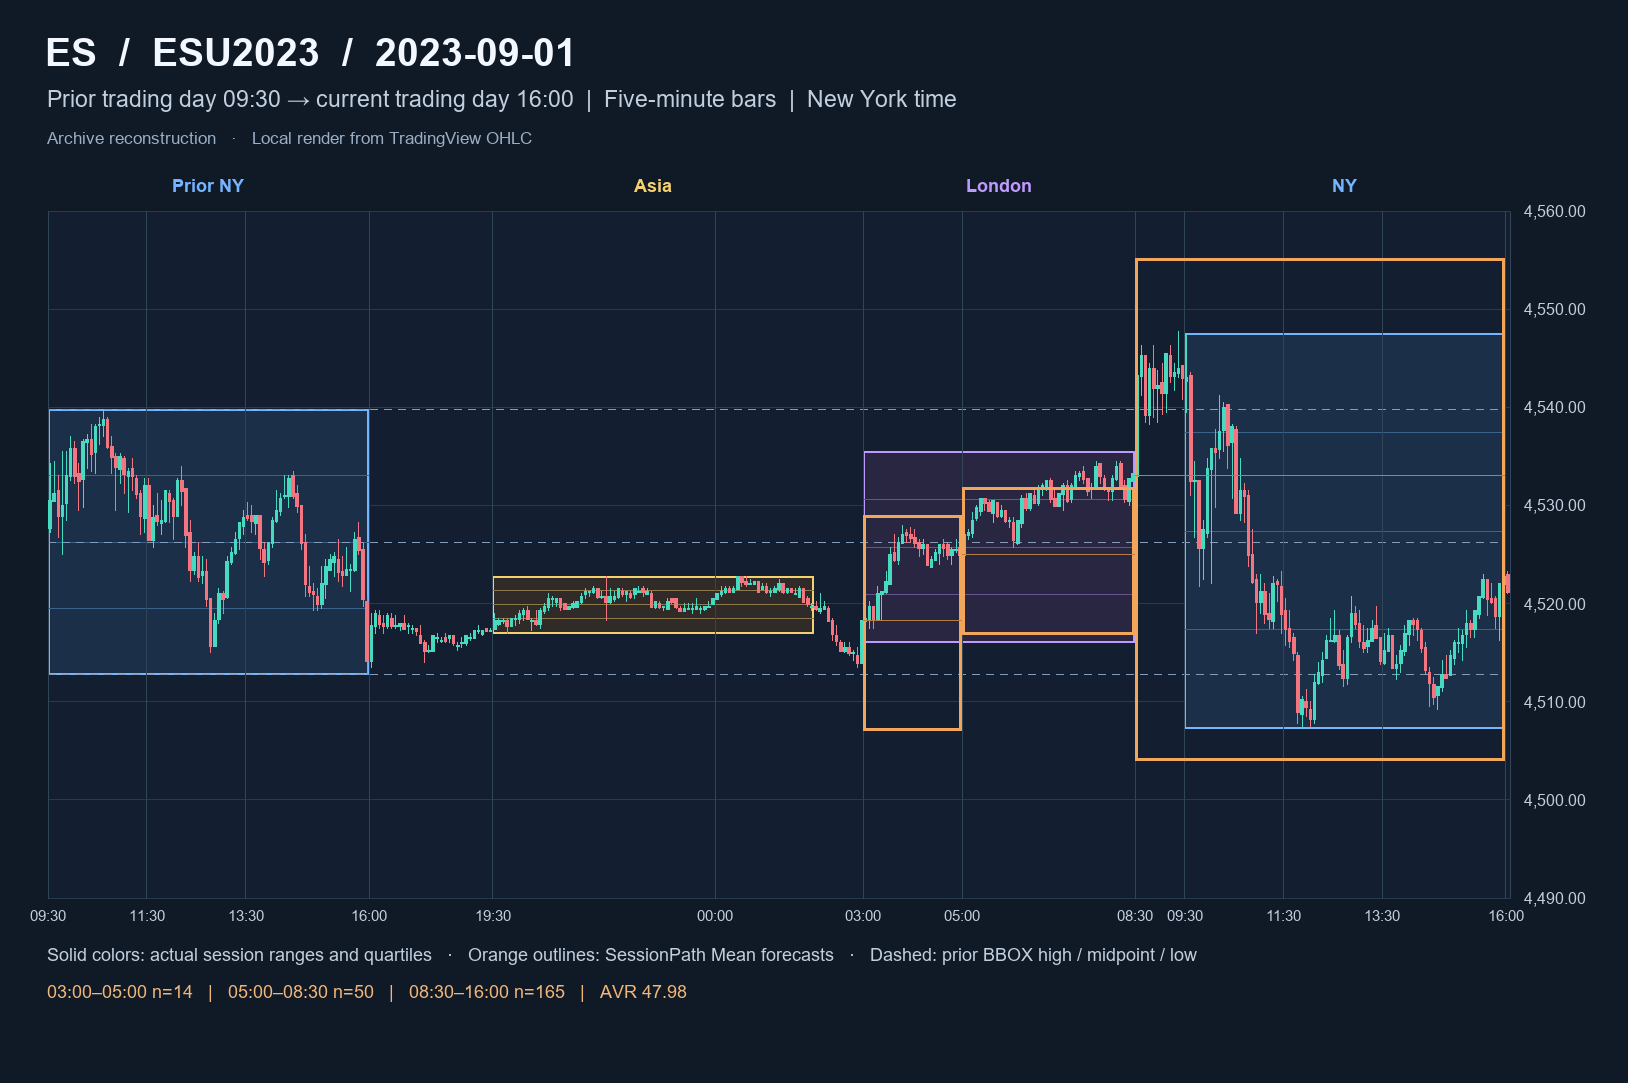 ES / ESU2023 / 2023-09-01
Prior trading day 09:30 → current trading day 16:00 | Five-minute bars | New York time
Archive reconstruction · Local render from TradingView OHLC
Prior NY Asia London NY
4,560.00
4,550.00
4,540.00
4,530.00
4,520.00
4,510.00
4,500.00
4,490.00
09:30 11:30 13:30 16:00 19:30 00:00 03:00 05:00 08:30 09:30 11:30 13:30 16:00
Solid colors: actual session ranges and quartiles · Orange outlines: SessionPath Mean forecasts · Dashed: prior BBOX high / midpoint / low
03:00–05:00 n=14 | 05:00–08:30 n=50 | 08:30–16:00 n=165 | AVR 47.98